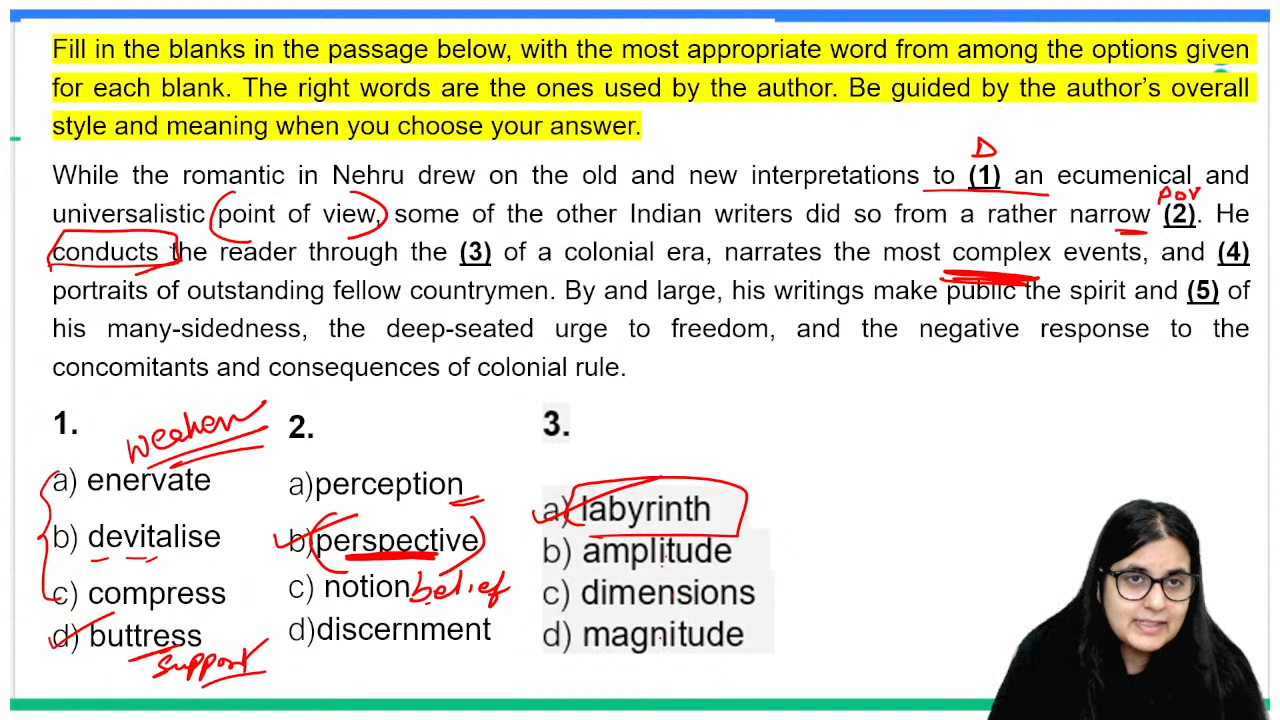 Fill in the blanks in the passage below, with the most appropriate word from among the options given
for each blank. The right words are the ones used by the author. Be guided by the author's overall
style and meaning when you choose your answer.
D
While the romantic in Nehru drew on the old and new interpretations to (1) an ecumenical and
POV
universalistic point of view, some of the other Indian writers did so from a rather narrow (2). He
conducts the reader through the (3) of a colonial era, narrates the most complex events, and (4)
portraits of outstanding fellow countrymen. By and large, his writings make public the spirit and (5) of
his many-sidedness, the deep-seated urge to freedom, and the negative response to the
concomitants and consequences of colonial rule.
1.
weaken
a) enervate
b) devitalise
c) compress
d) buttress
support
2.
a)perception
b)perspective
c) notion belief
d)discernment
3.
a) labyrinth
b) amplitude
c) dimensions
d) magnitude